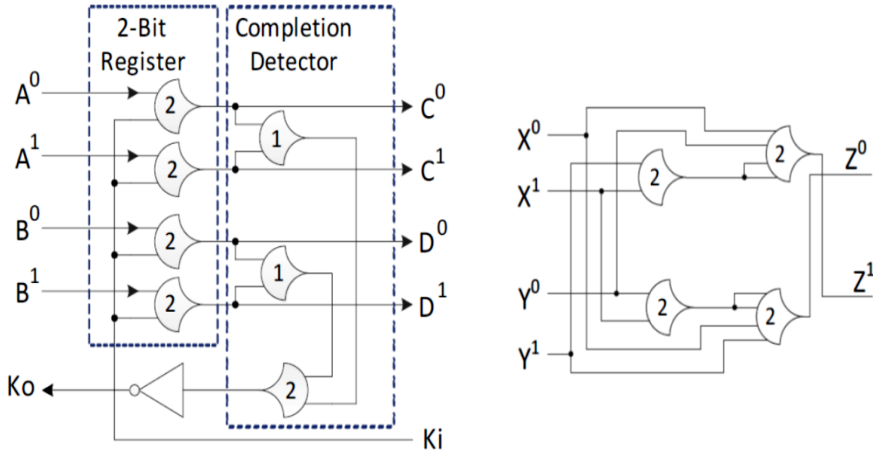 2-Bit
Register
Completion
Detector
A⁰
2
C⁰
1
A¹
2
C¹
B⁰
2
D⁰
1
B¹
2
D¹
Ko
2
Ki
X⁰
2
Z⁰
X¹
2
Y⁰
2
2
Z¹
Y¹